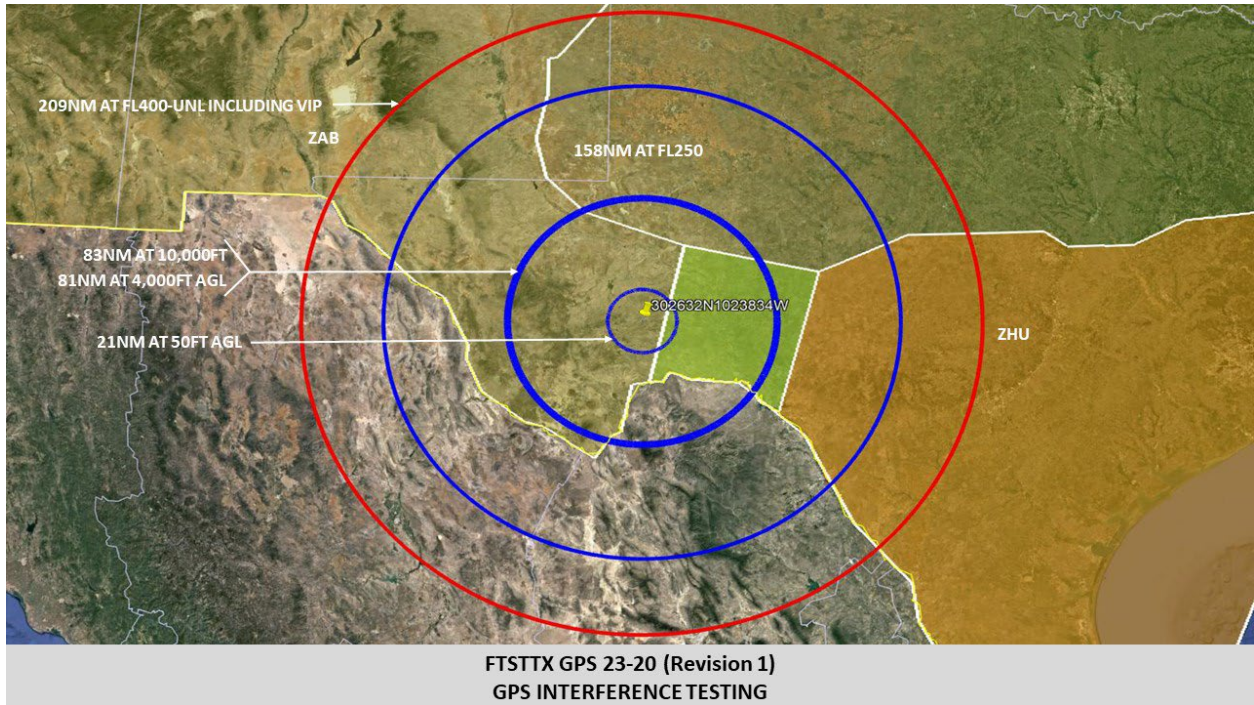 209NM AT FL400-UNL INCLUDING VIP
ZAB
158NM AT FL250
83NM AT 10,000FT
81NM AT 4,000FT AGL
302632N1023834W
21NM AT 50FT AGL
ZHU
FTSTTX GPS 23-20 (Revision 1)
GPS INTERFERENCE TESTING